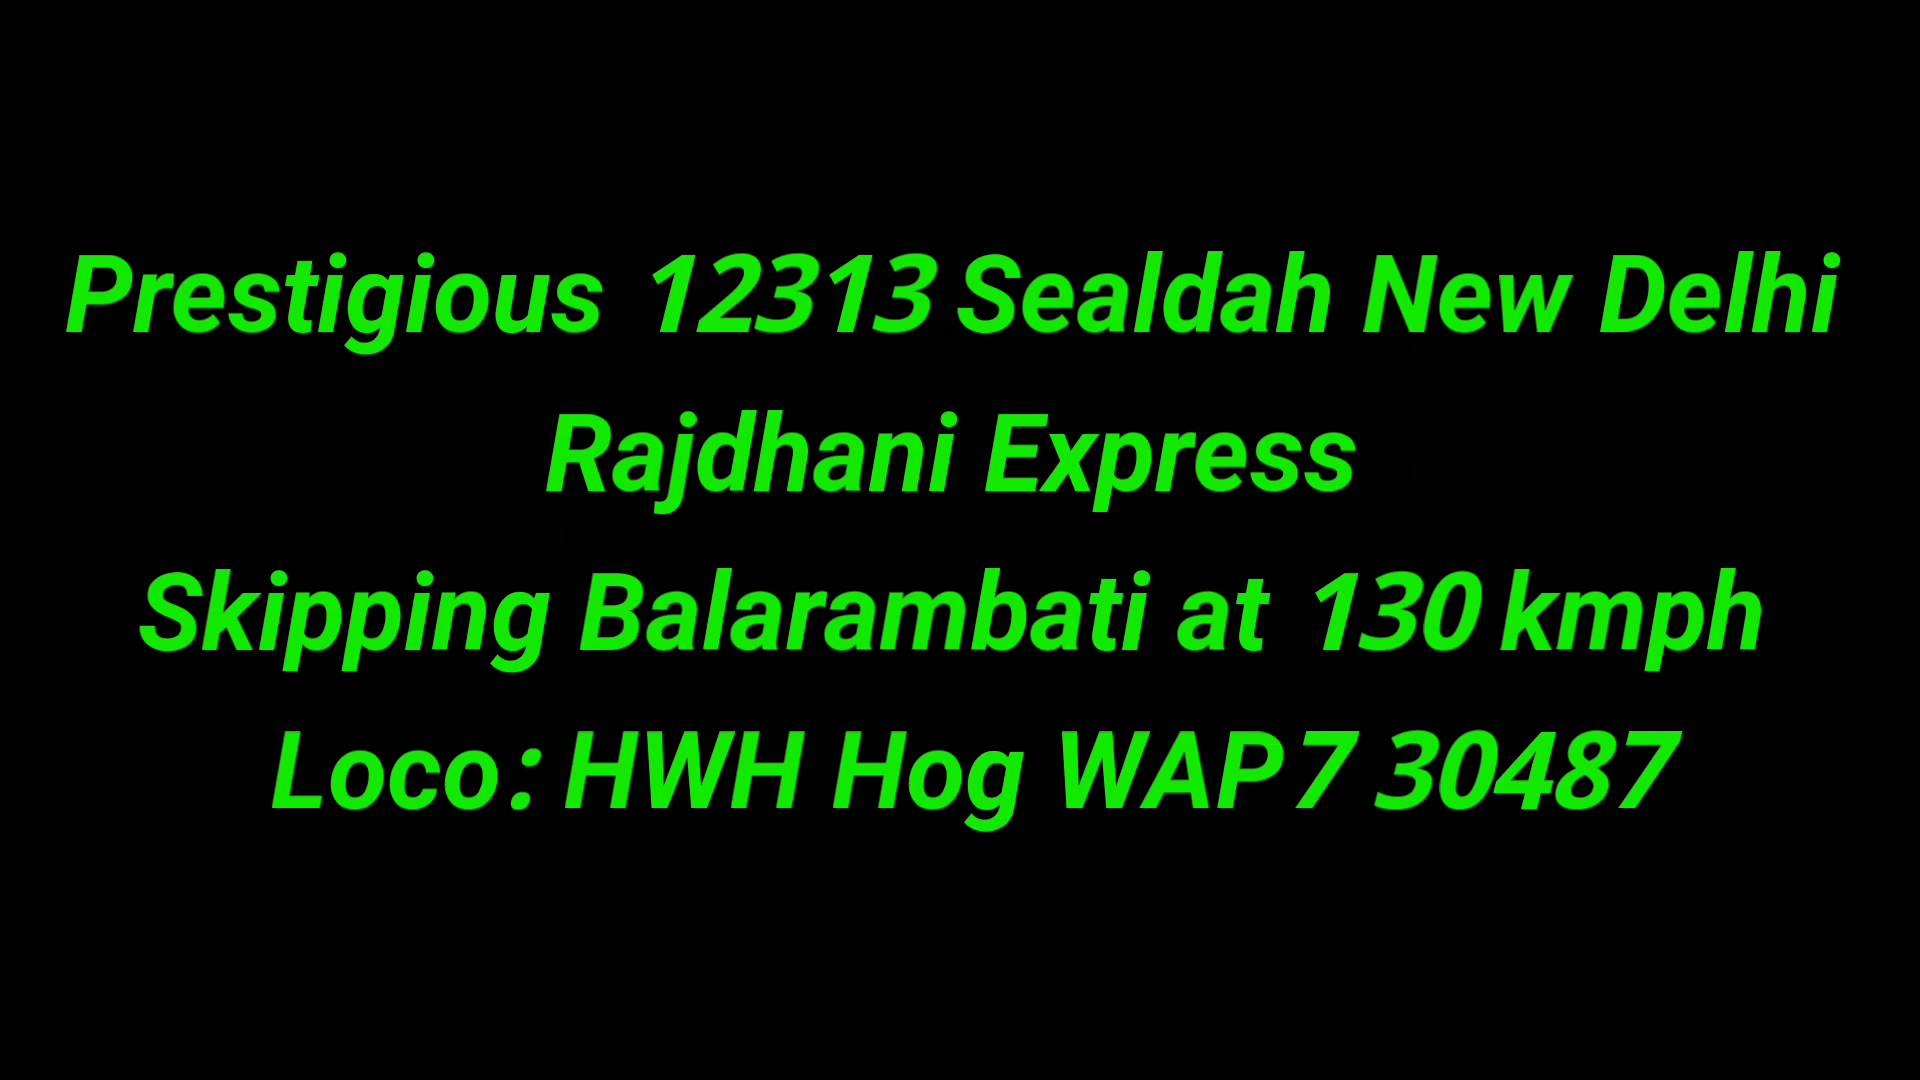 Prestigious 12313 Sealdah New Delhi
Rajdhani Express
Skipping Balarambati at 130 kmph
Loco: HWH Hog WAP7 30487